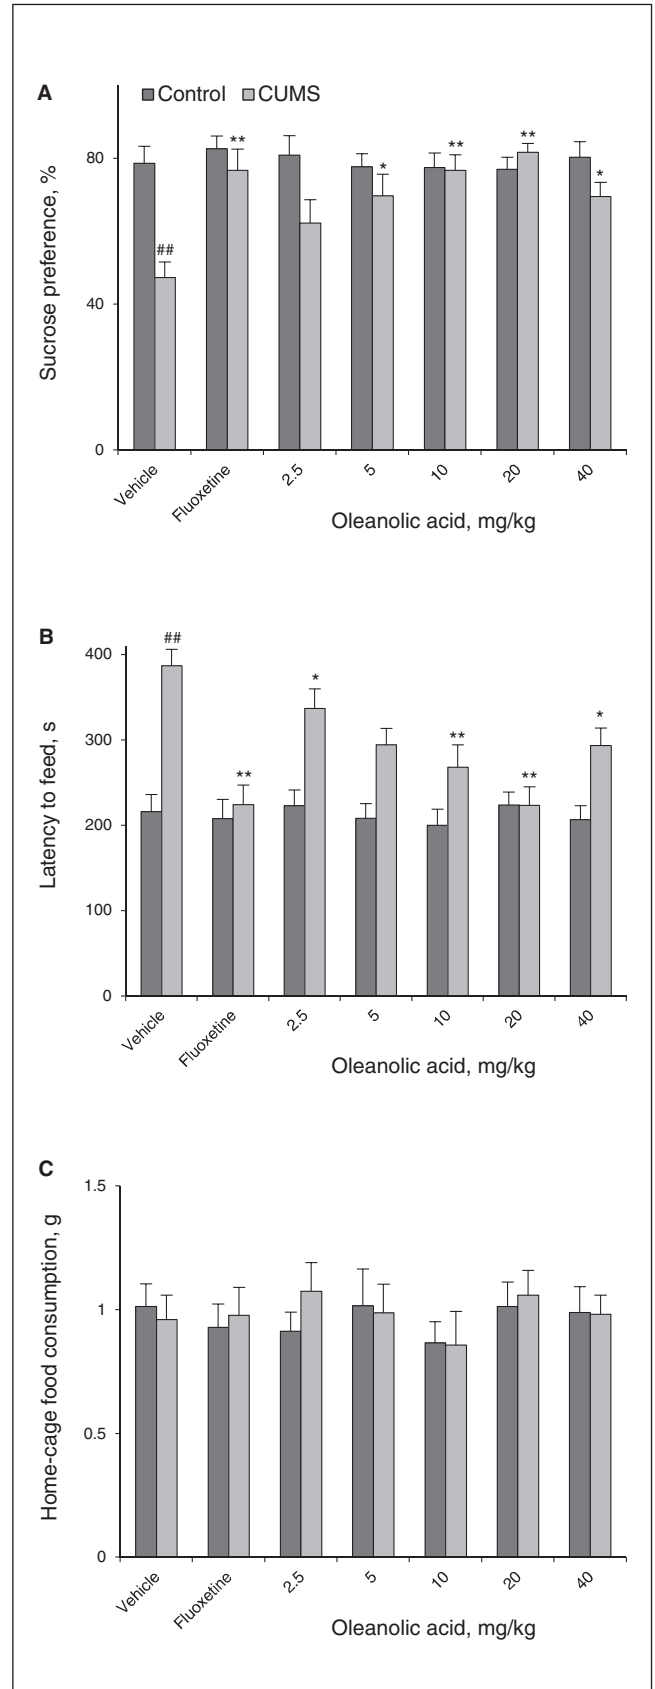 A
Control CUMS
Sucrose preference, %
80
40
0
##
**
*
**
**
*
Vehicle Fluoxetine 2.5 5 10 20 40
Oleanolic acid, mg/kg
B
Latency to feed, s
400
300
200
100
0
##
**
*
**
**
*
Vehicle Fluoxetine 2.5 5 10 20 40
Oleanolic acid, mg/kg
C
Home-cage food consumption, g
1.5
1
0.5
0
Vehicle Fluoxetine 2.5 5 10 20 40
Oleanolic acid, mg/kg